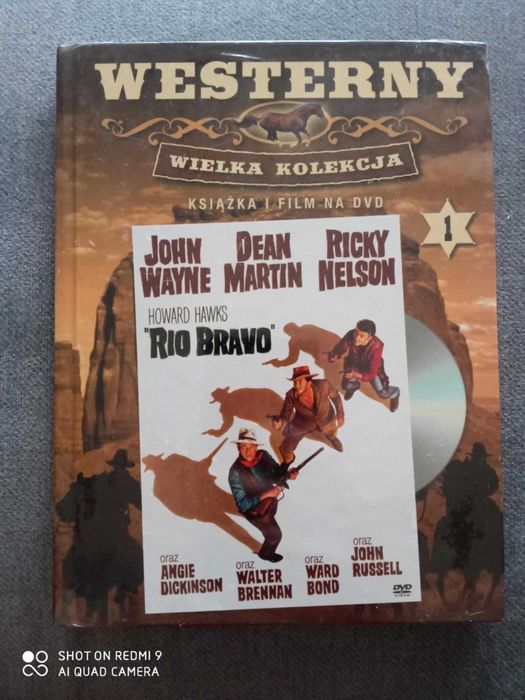 WESTERNY
WIELKA KOLEKCJA
KSIĄŻKA I FILM NA DVD
1
JOHN WAYNE
DEAN MARTIN
RICKY NELSON
HOWARD HAWKS
"RIO BRAVO"
oraz
ANGIE DICKINSON
oraz
WALTER BRENNAN
oraz
WARD BOND
oraz
JOHN RUSSELL
DVD
VIDEO
SHOT ON REDMI 9
AI QUAD CAMERA